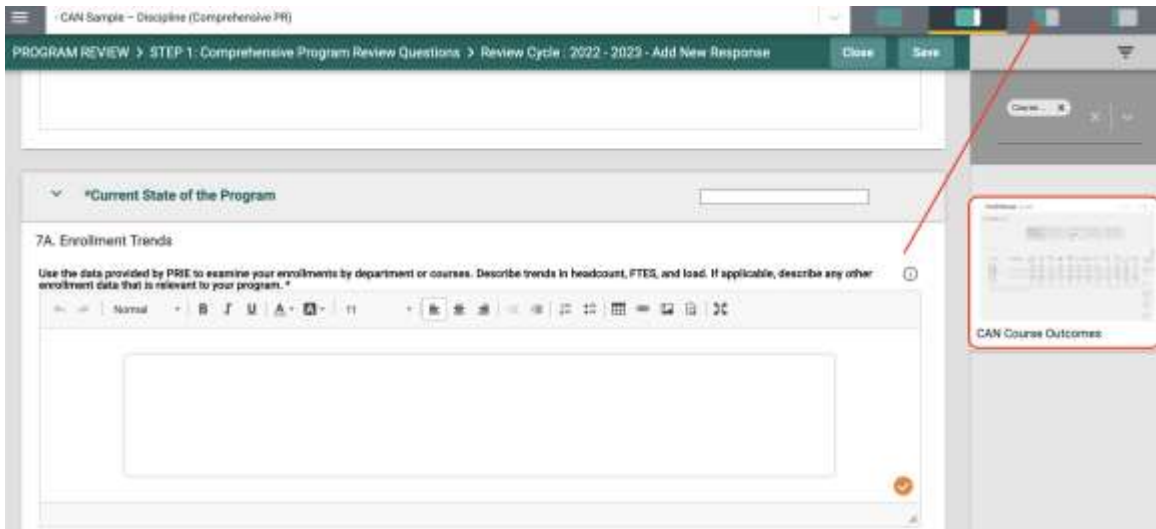 - CAN Sample – Discipline (Comprehensive PR)
PROGRAM REVIEW > STEP 1: Comprehensive Program Review Questions > Review Cycle : 2022 - 2023 - Add New Response
Close
Save
Course...
*Current State of the Program
7A. Enrollment Trends
Use the data provided by PRIE to examine your enrollments by department or courses. Describe trends in headcount, FTES, and load. If applicable, describe any other
enrollment data that is relevant to your program. *
Normal
B I U A A 11
CAN Course Outcomes